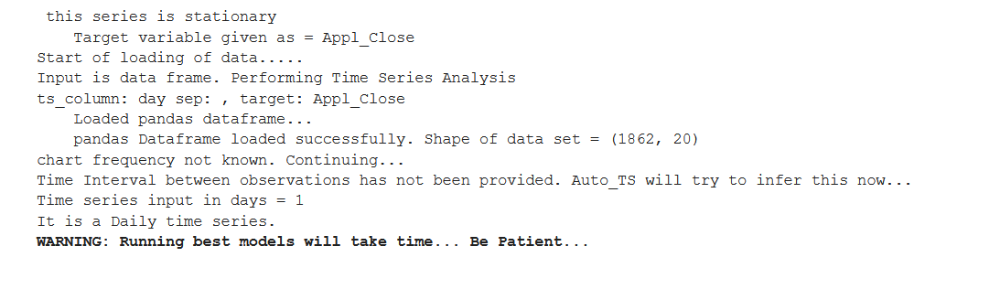 this series is stationary
Target variable given as = Appl_Close
Start of loading of data.....
Input is data frame. Performing Time Series Analysis
ts_column: day sep: , target: Appl_Close
Loaded pandas dataframe...
pandas Dataframe loaded successfully. Shape of data set = (1862, 20)
chart frequency not known. Continuing...
Time Interval between observations has not been provided. Auto_TS will try to infer this now...
Time series input in days = 1
It is a Daily time series.
WARNING: Running best models will take time... Be Patient...